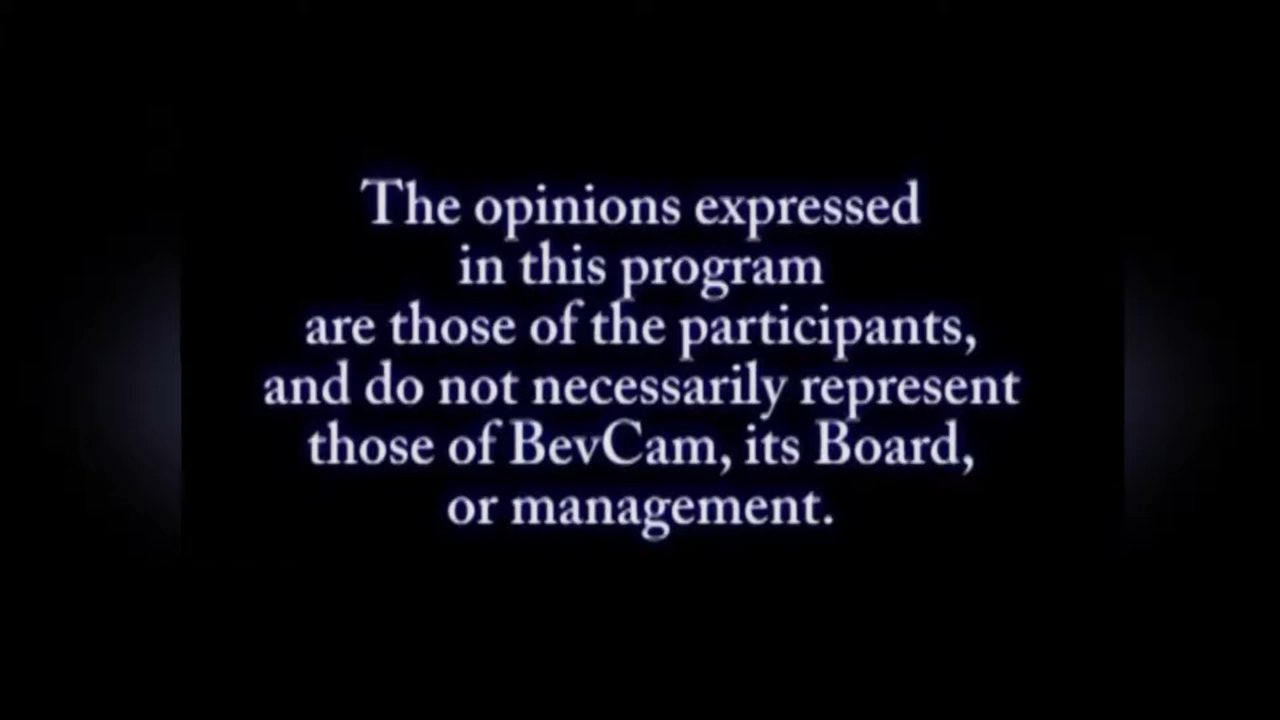 The opinions expressed
in this program
are those of the participants,
and do not necessarily represent
those of BevCam, its Board,
or management.